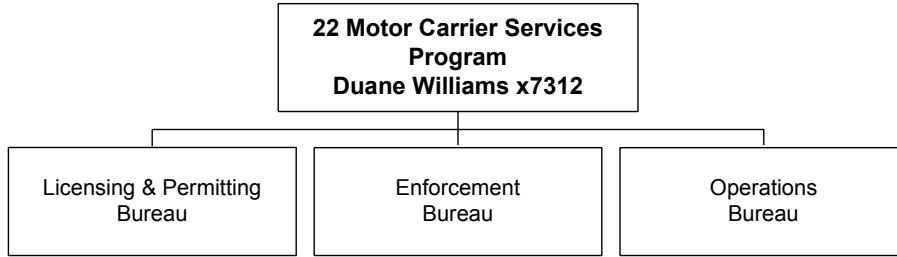 22 Motor Carrier Services
Program
Duane Williams x7312
Licensing & Permitting
Bureau
Enforcement
Bureau
Operations
Bureau